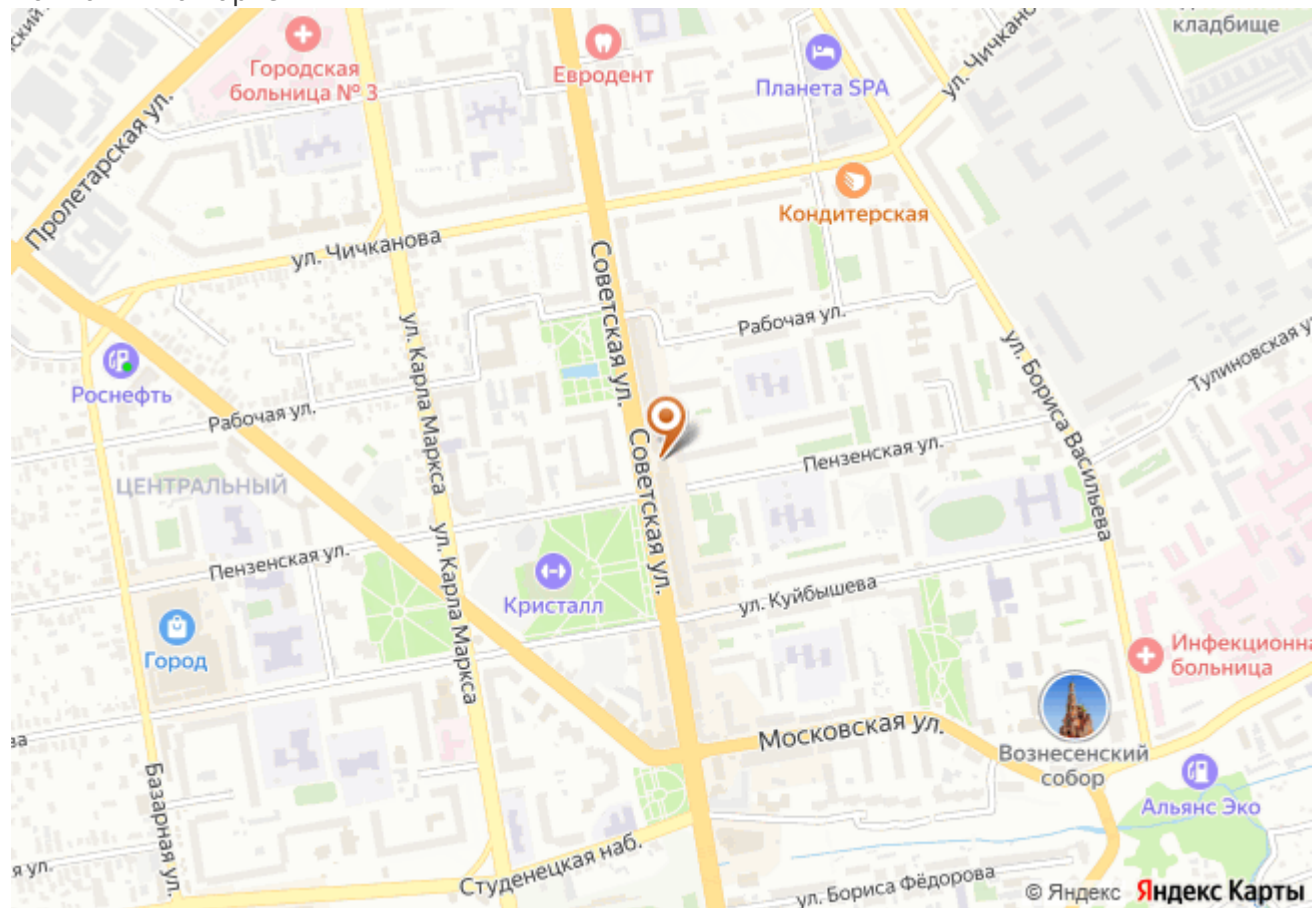 кладбище
Городская
больница № 3
Евродент
Планета SPA
ул. Чичкано
Пролетарская ул.
Кондитерская
ул. Чичканова
Советская ул.
Рабочая ул.
ул. Карла Маркса
Роснефть
Рабочая ул.
ул. Бориса Васильева
Тулиновская у
Советская ул.
Пензенская ул.
ЦЕНТРАЛЬНЫЙ
ул. Карла Маркса
Пензенская ул.
Кристалл
ул. Куйбышева
Город
Инфекционна
больница
Московская ул.
Вознесенский
собор
Базарная ул.
Альянс Эко
Студенецкая наб.
ул. Бориса Фёдорова
я ул.
© Яндекс Яндекс Карты